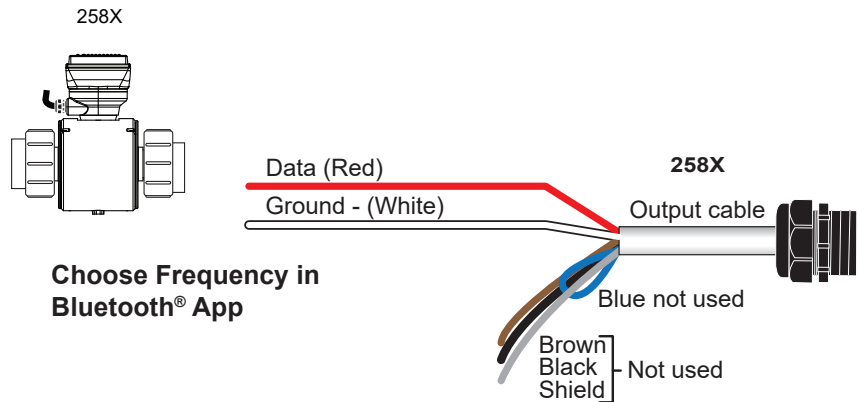 258X
Data (Red)
Ground - (White)
258X
Output cable
Choose Frequency in
Bluetooth® App
Blue not used
Brown
Black
Shield
Not used